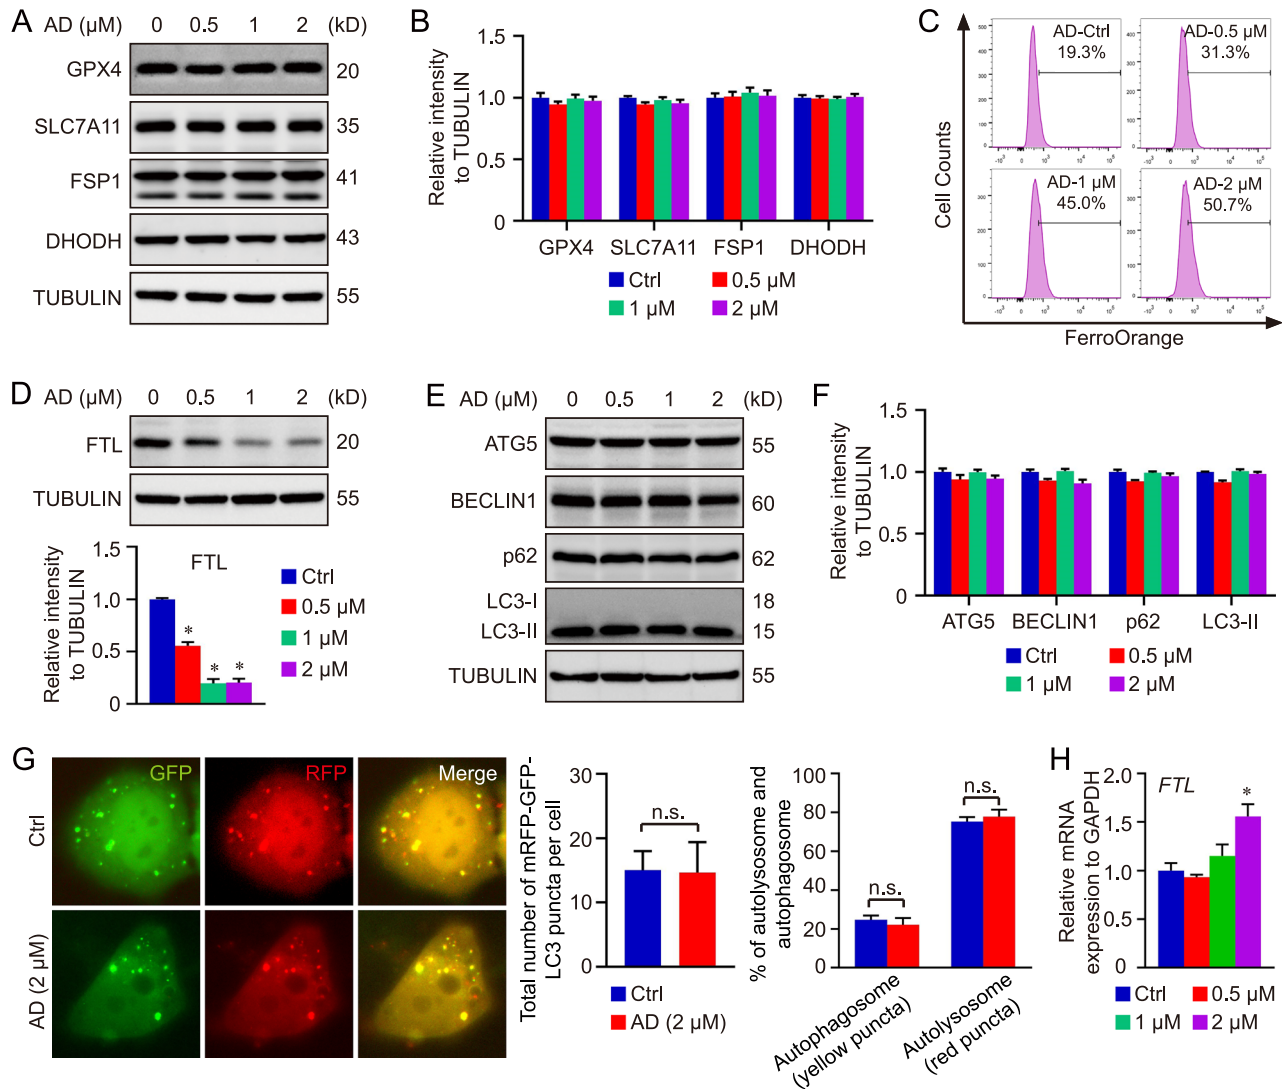 A
AD (μM) 0 0.5 1 2 (kD)
GPX4 20
SLC7A11 35
FSP1 41
DHODH 43
TUBULIN 55
B
Relative intensity
to TUBULIN
1.5
1.0
0.5
0
GPX4 SLC7A11 FSP1 DHODH
Ctrl 0.5 μM
1 μM 2 μM
C
Cell Counts
AD-Ctrl
19.3%
AD-0.5 μM
31.3%
AD-1 μM
45.0%
AD-2 μM
50.7%
FerroOrange
D
AD (μM) 0 0.5 1 2 (kD)
FTL 20
TUBULIN 55
Relative intensity
to TUBULIN
1.5
1.0
0.5
0
FTL
* * *
Ctrl
0.5 μM
1 μM
2 μM
E
AD (μM) 0 0.5 1 2 (kD)
ATG5 55
BECLIN1 60
p62 62
LC3-I 18
LC3-II 15
TUBULIN 55
F
Relative intensity
to TUBULIN
1.5
1.0
0.5
0
ATG5 BECLIN1 p62 LC3-II
Ctrl 0.5 μM
1 μM 2 μM
G
GFP RFP Merge
Ctrl
AD (2 μM)
Total number of mRFP-GFP-
LC3 puncta per cell
30
20
10
0
n.s.
Ctrl
AD (2 μM)
% of autolysosome and
autophagosome
100
80
60
40
20
0
n.s.
n.s.
Autophagosome
(yellow puncta)
Autolysosome
(red puncta)
H
Relative mRNA
expression to GAPDH
2.0
1.5
1.0
0.5
0
FTL
*
Ctrl 0.5 μM
1 μM 2 μM